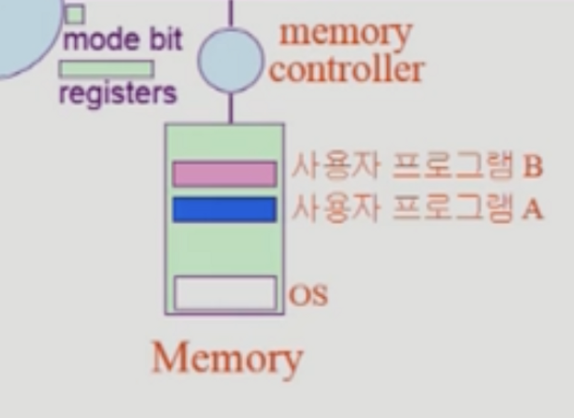 mode bit
registers
memory
controller
사용자 프로그램 B
사용자 프로그램 A
OS
Memory